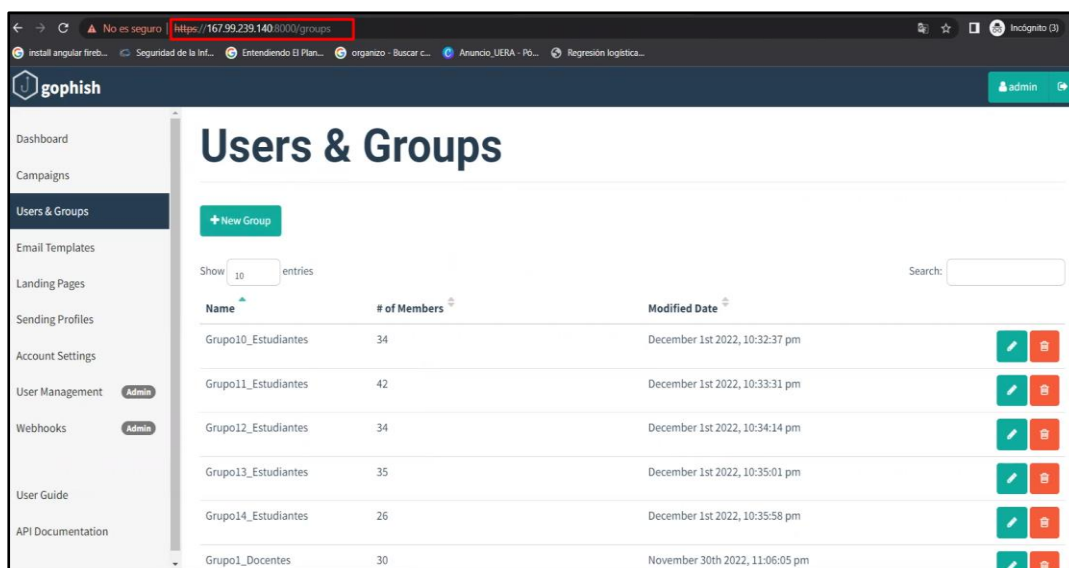 No es seguro | https://167.99.239.140:8000/groups Incógnito (3)
install angular fireb... Seguridad de la Inf... Entendiendo El Plan... organizo - Buscar c... Anuncio_UERA - Pó... Regresión logística...
gophish admin
Dashboard
Campaigns
Users & Groups
Email Templates
Landing Pages
Sending Profiles
Account Settings
User Management Admin
Webhooks Admin
User Guide
API Documentation
Users & Groups
+ New Group
Show 10 entries Search:
Name # of Members Modified Date
Grupo10_Estudiantes 34 December 1st 2022, 10:32:37 pm
Grupo11_Estudiantes 42 December 1st 2022, 10:33:31 pm
Grupo12_Estudiantes 34 December 1st 2022, 10:34:14 pm
Grupo13_Estudiantes 35 December 1st 2022, 10:35:01 pm
Grupo14_Estudiantes 26 December 1st 2022, 10:35:58 pm
Grupo1_Docentes 30 November 30th 2022, 11:06:05 pm